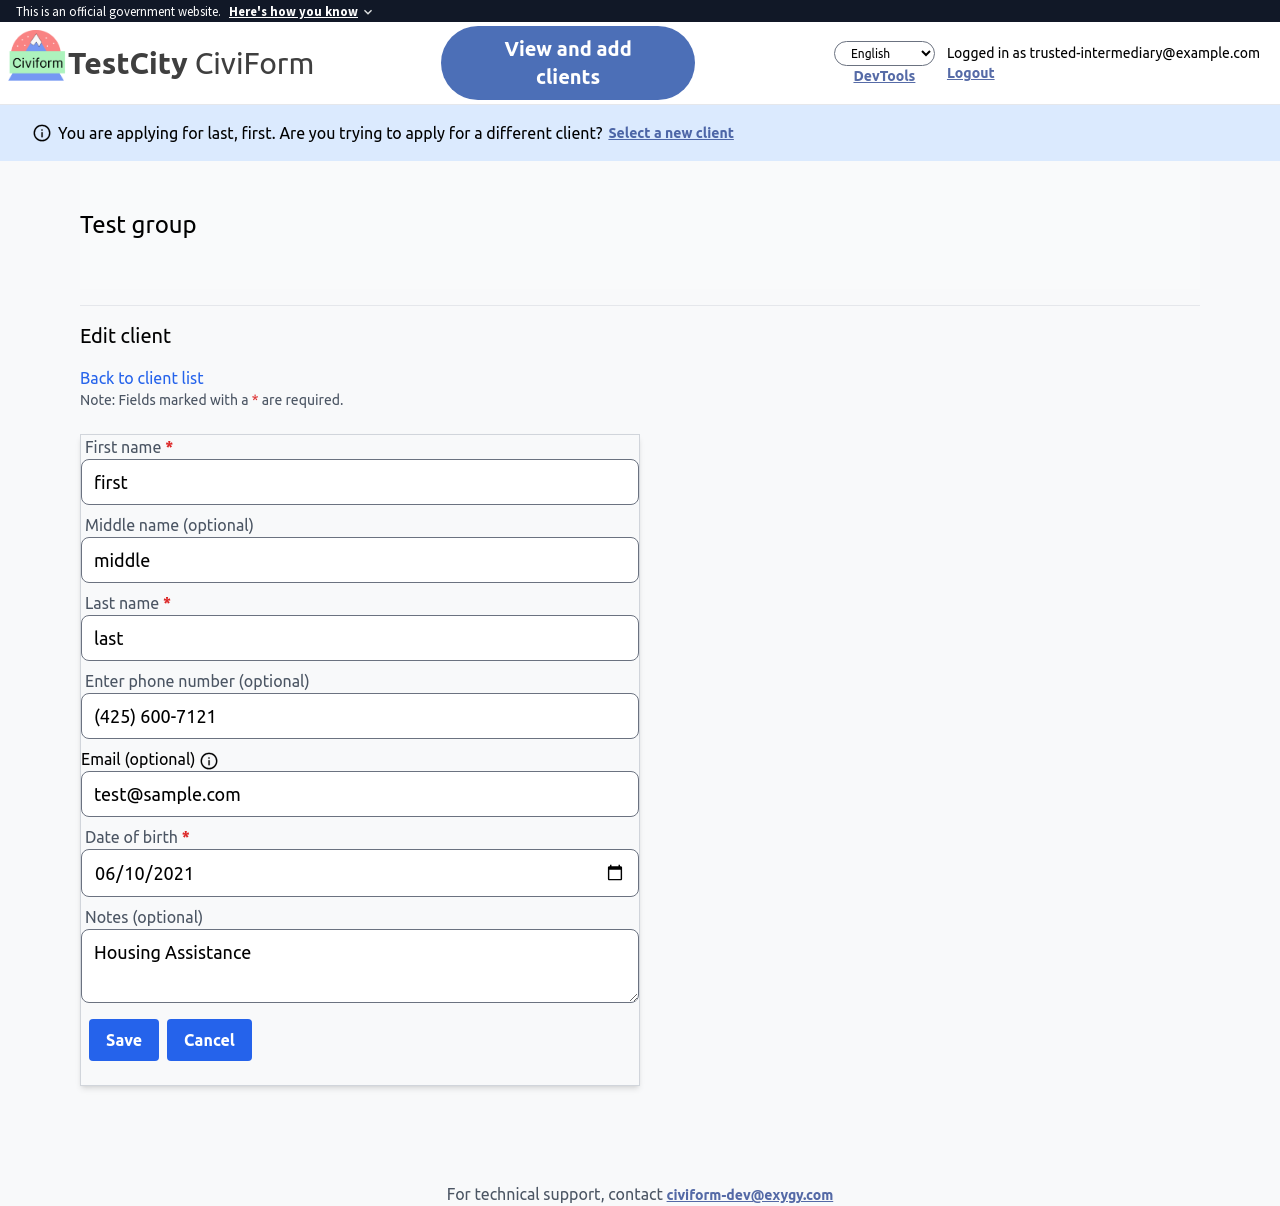 This is an official government website. Here's how you know
Civiform
TestCity CiviForm
View and add
clients
English
DevTools
Logged in as trusted-intermediary@example.com
Logout
You are applying for last, first. Are you trying to apply for a different client? Select a new client
Test group
Edit client
Back to client list
Note: Fields marked with a * are required.
First name *
first
Middle name (optional)
middle
Last name *
last
Enter phone number (optional)
(425) 600-7121
Email (optional)
test@sample.com
Date of birth *
06/10/2021
Notes (optional)
Housing Assistance
Save Cancel
For technical support, contact civiform-dev@exygy.com